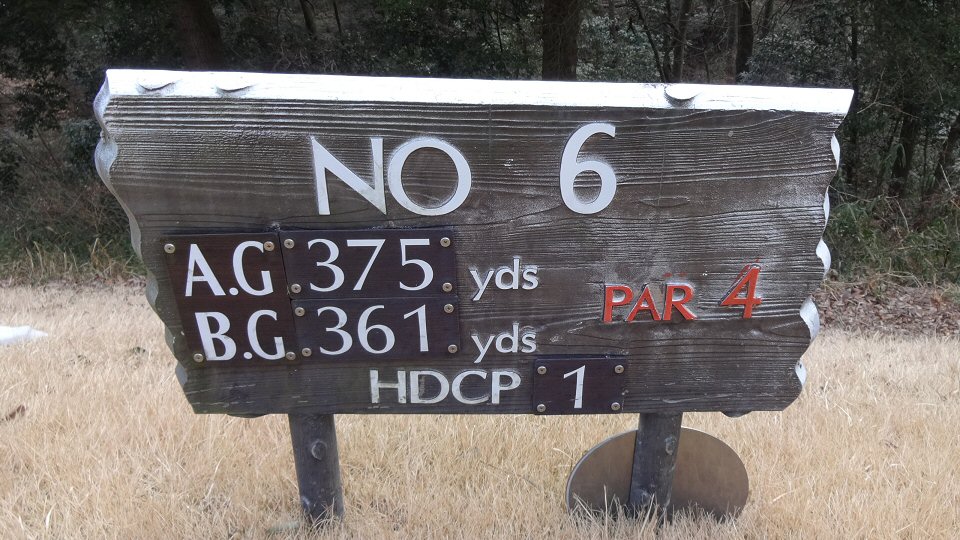 NO 6
A.G 375 yds
B.G 361 yds
PAR 4
HDCP 1